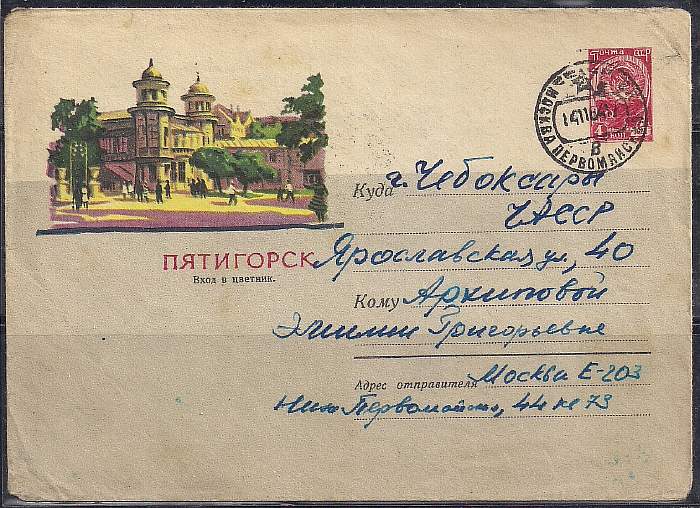 Почта СССР
4 коп
МОСКВА ПЕРВОМАЙСК
В
ПЯТИГОРСК
Вход в цветник.
Куда г. Чебоксары
ЧАССР
Ярославская ул., 40
Кому Архиповой
Эмилии Григорьевне
Адрес отправителя Москва Е-203
Ниж Первомайская, 44 кв 73